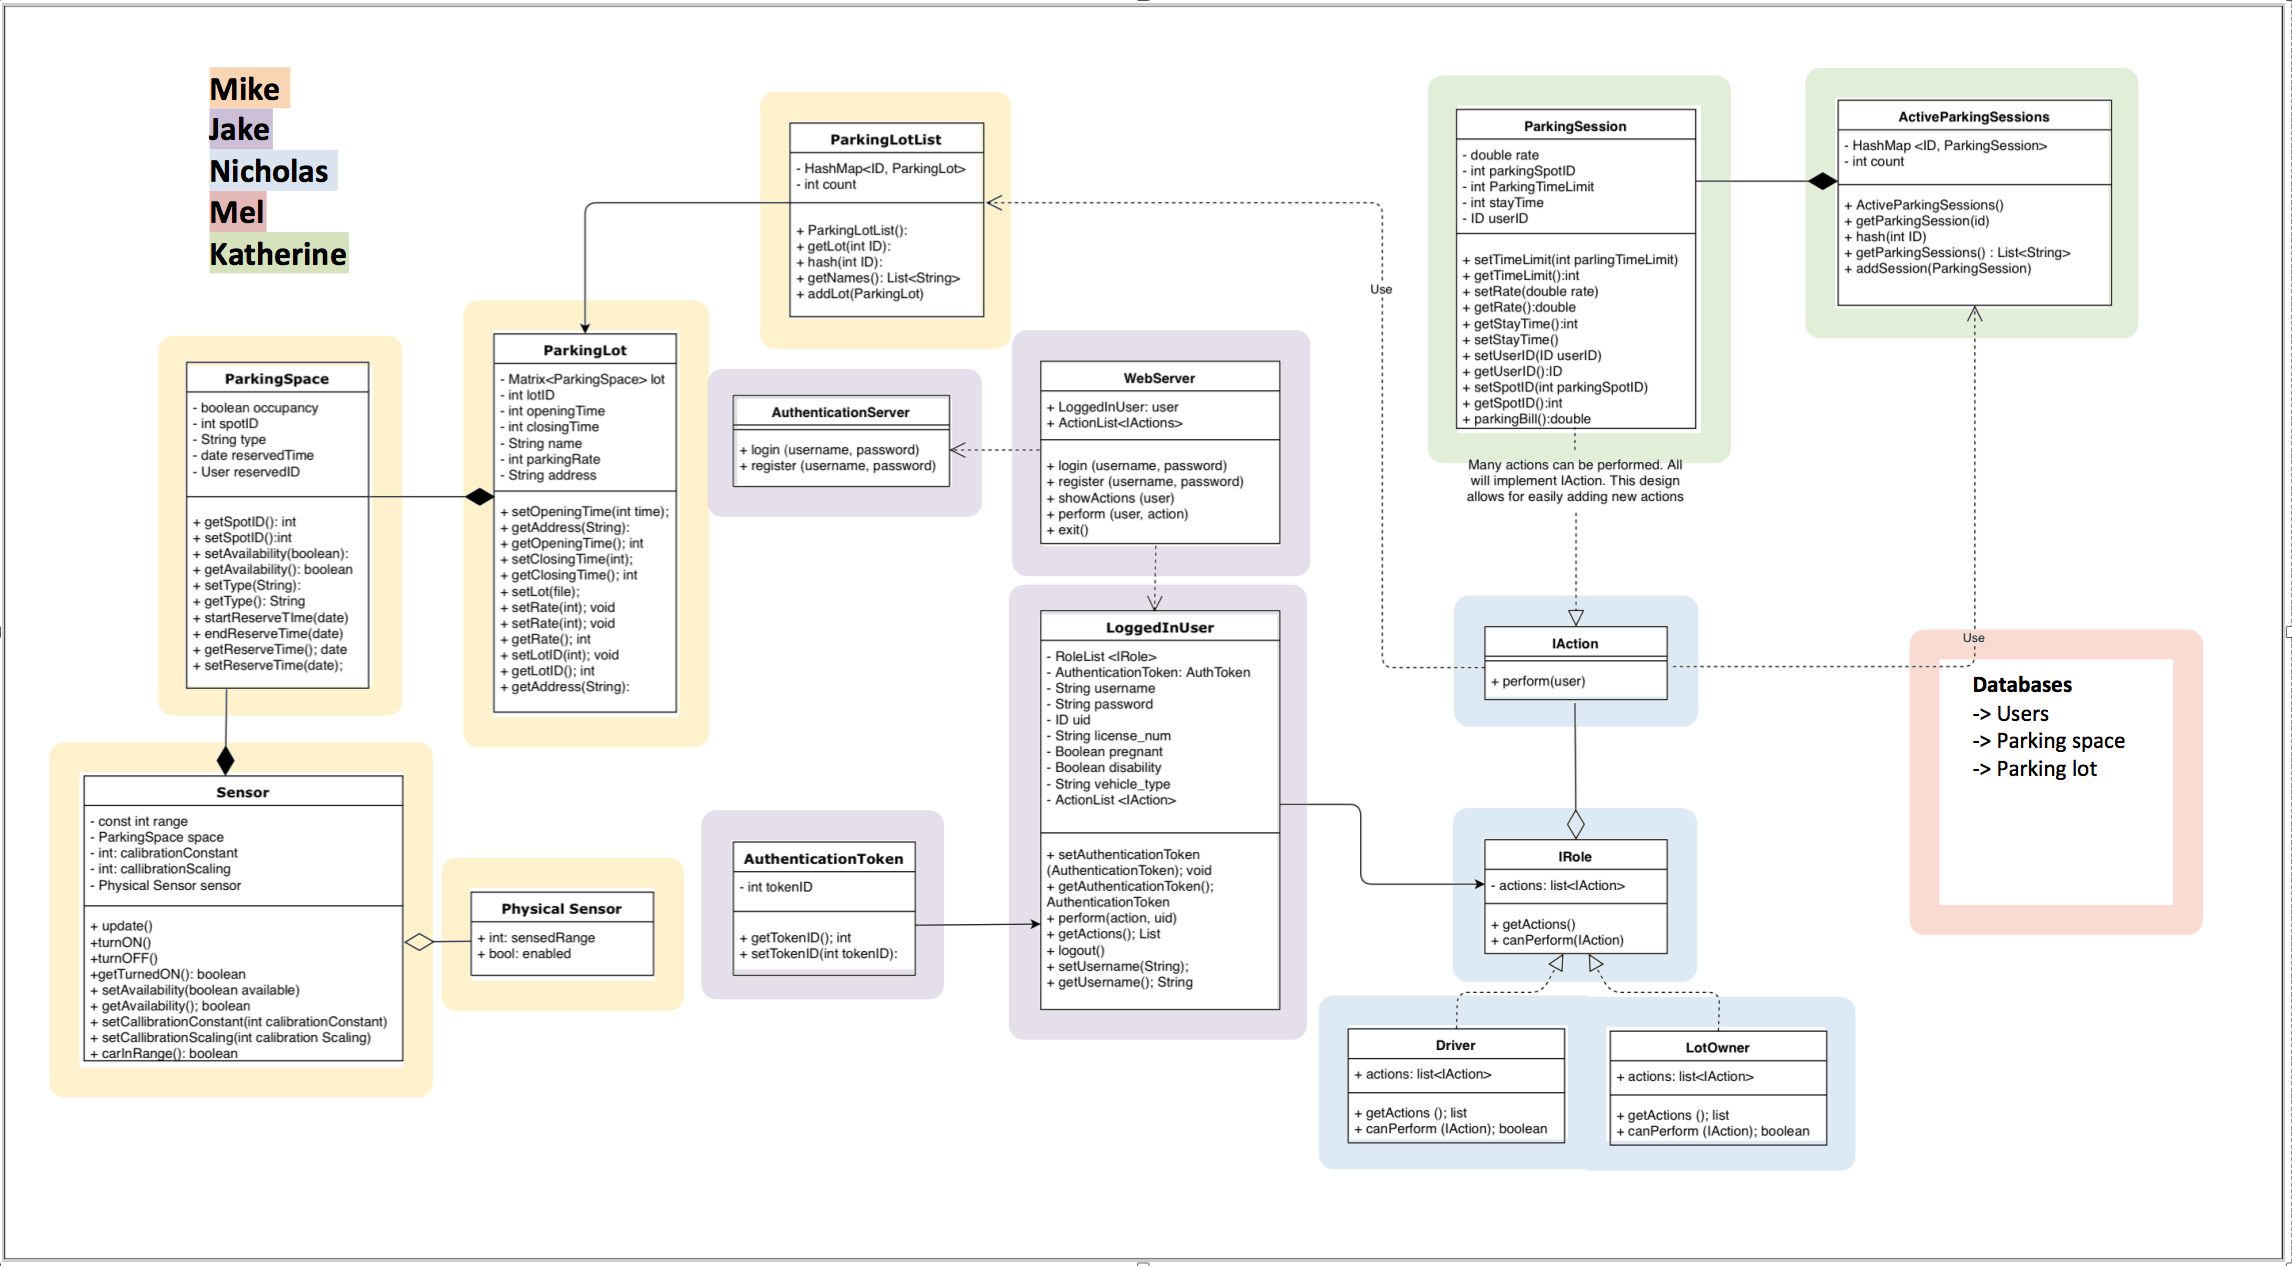 Mike
Jake
Nicholas
Mel
Katherine
ParkingLotList
- HashMap<ID, ParkingLot>
- int count
+ ParkingLotList():
+ getLot(int ID):
+ hash(int ID):
+ getNames(): List<String>
+ addLot(ParkingLot)
Use
ParkingSession
- double rate
- int parkingSpotID
- int ParkingTimeLimit
- int stayTime
- ID userID
+ setTimeLimit(int parlingTimeLimit)
+ getTimeLimit():int
+ setRate(double rate)
+ getRate():double
+ getStayTime():int
+ setStayTime()
+ setUserID(ID userID)
+ getUserID():ID
+ setSpotID(int parkingSpotID)
+ getSpotID():int
+ parkingBill():double
Many actions can be performed. All
will implement IAction. This design
allows for easily adding new actions
ActiveParkingSessions
- HashMap <ID, ParkingSession>
- int count
+ ActiveParkingSessions()
+ getParkingSession(id)
+ hash(int ID)
+ getParkingSessions() : List<String>
+ addSession(ParkingSession)
ParkingSpace
- boolean occupancy
- int spotID
- String type
- date reservedTime
- User reservedID
+ getSpotID(): int
+ setSpotID():int
+ setAvailability(boolean):
+ getAvailability(): boolean
+ setType(String):
+ getType(): String
+ startReserveTIme(date)
+ endReserveTime(date)
+ getReserveTime(); date
+ setReserveTime(date);
ParkingLot
- Matrix<ParkingSpace> lot
- int lotID
- int openingTime
- int closingTime
- String name
- int parkingRate
- String address
+ setOpeningTime(int time);
+ getAddress(String):
+ getOpeningTime(); int
+ setClosingTime(int);
+ getClosingTime(); int
+ setLot(file);
+ setRate(int); void
+ setRate(int); void
+ getRate(); int
+ setLotID(int); void
+ getLotID(); int
+ getAddress(String):
AuthenticationServer
+ login (username, password)
+ register (username, password)
WebServer
+ LoggedInUser: user
+ ActionList<IActions>
+ login (username, password)
+ register (username, password)
+ showActions (user)
+ perform (user, action)
+ exit()
LoggedInUser
- RoleList <IRole>
- AuthenticationToken: AuthToken
- String username
- String password
- ID uid
- String license_num
- Boolean pregnant
- Boolean disability
- String vehicle_type
- ActionList <IAction>
+ setAuthenticationToken
(AuthenticationToken); void
+ getAuthenticationToken();
AuthenticationToken
+ perform(action, uid)
+ getActions(); List
+ logout()
+ setUsername(String);
+ getUsername(); String
IAction
+ perform(user)
Use
Databases
-> Users
-> Parking space
-> Parking lot
Sensor
- const int range
- ParkingSpace space
- int: calibrationConstant
- int: callibrationScaling
- Physical Sensor sensor
+ update()
+turnON()
+turnOFF()
+getTurnedON(): boolean
+ setAvailability(boolean available)
+ getAvailability(); boolean
+ setCallibrationConstant(int calibrationConstant)
+ setCallibrationScaling(int calibration Scaling)
+ carInRange(): boolean
Physical Sensor
+ int: sensedRange
+ bool: enabled
AuthenticationToken
- int tokenID
+ getTokenID(); int
+ setTokenID(int tokenID):
IRole
- actions: list<IAction>
+ getActions()
+ canPerform(IAction)
Driver
+ actions: list<IAction>
+ getActions (); list
+ canPerform (IAction); boolean
LotOwner
+ actions: list<IAction>
+ getActions (); list
+ canPerform (IAction); boolean